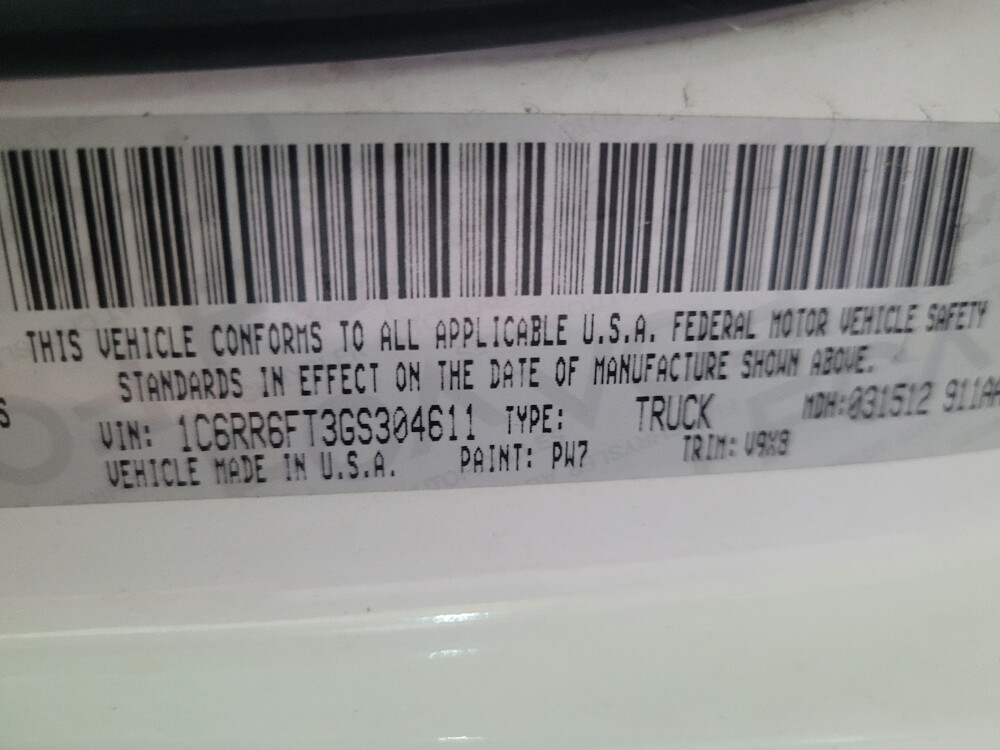 THIS VEHICLE CONFORMS TO ALL APPLICABLE U.S.A. FEDERAL MOTOR VEHICLE SAFETY
STANDARDS IN EFFECT ON THE DATE OF MANUFACTURE SHOWN ABOVE.
S
VIN: 1C6RR6FT3GS304611 TYPE: TRUCK MDH:031512 911AA
VEHICLE MADE IN U.S.A. PAINT: PW7 TRIM: V9X8